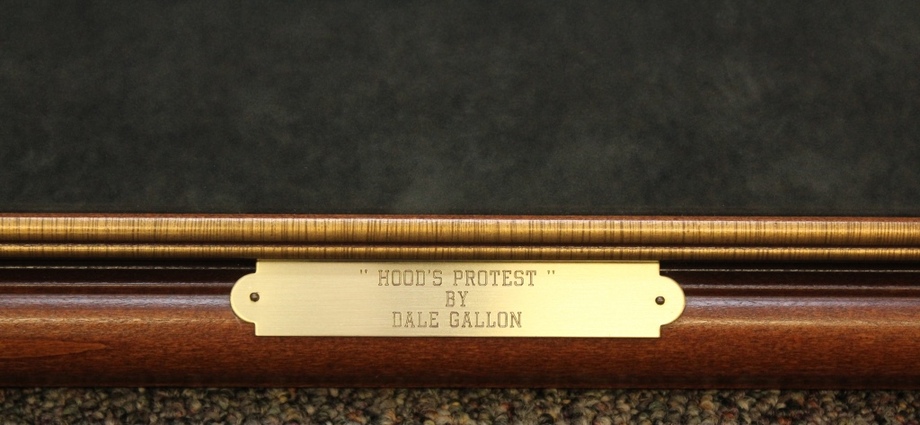 " HOOD'S PROTEST "
BY
DALE GALLON